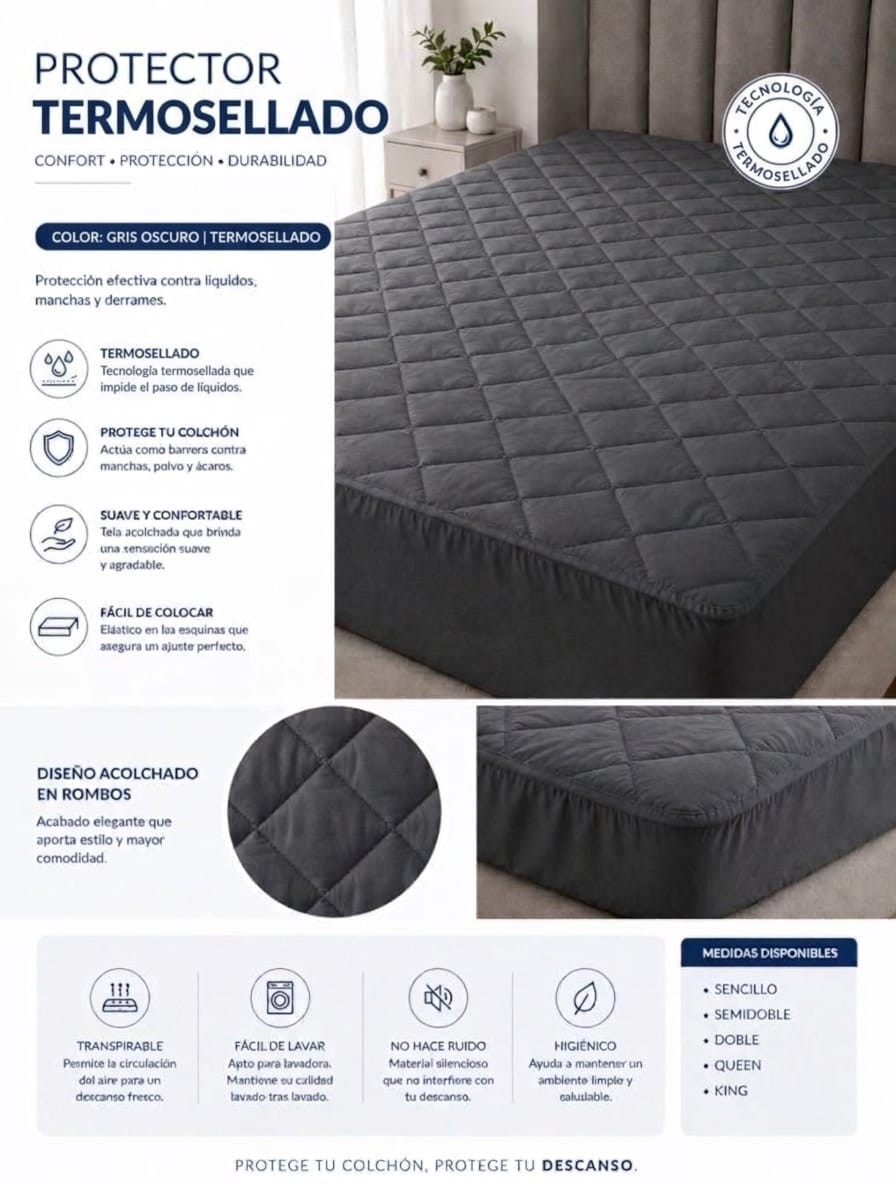 PROTECTOR
TERMOSELLADO
CONFORT • PROTECCIÓN • DURABILIDAD
TECNOLOGÍA
TERMOSELLADO
COLOR: GRIS OSCURO | TERMOSELLADO
Protección efectiva contra liquidos,
manchas y derrames.
TERMOSELLADO
Tecnología termosellada que
impide el paso de líquidos.
PROTEGE TU COLCHÓN
Actúa como barrers contra
manchas, polvo y ácaros.
SUAVE Y CONFORTABLE
Tela acolchada que brinda
una sensación suave
y agradable.
FÁCIL DE COLOCAR
Elástico en las esquinas que
asegura un ajuste perfecto.
DISEÑO ACOLCHADO
EN ROMBOS
Acabado elegante que
aporta estilo y mayor
comodidad.
TRANSPIRABLE
Permite la circulación
del aire para un
descanso fresco.
FÁCIL DE LAVAR
Apto para lavadora.
Mantiene su calidad
lavado tras lavado.
NO HACE RUIDO
Material silencioso
que no interfiere con
tu descanso.
HIGIÉNICO
Ayuda a mantener un
ambiente limpio y
saludable.
MEDIDAS DISPONIBLES
• SENCILLO
• SEMIDOBLE
• DOBLE
• QUEEN
• KING
PROTEGE TU COLCHÓN, PROTEGE TU DESCANSO.